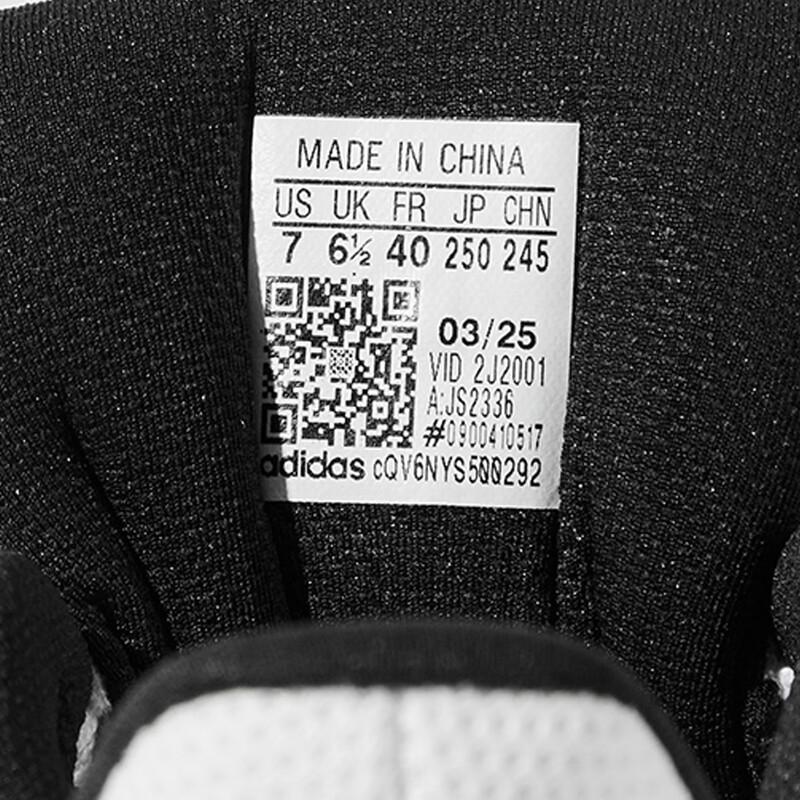 MADE IN CHINA
US UK FR JP CHN
7 6½ 40 250 245
03/25
VID 2J2001
A:JS2336
#0900410517
adidas cQV6NYS500292